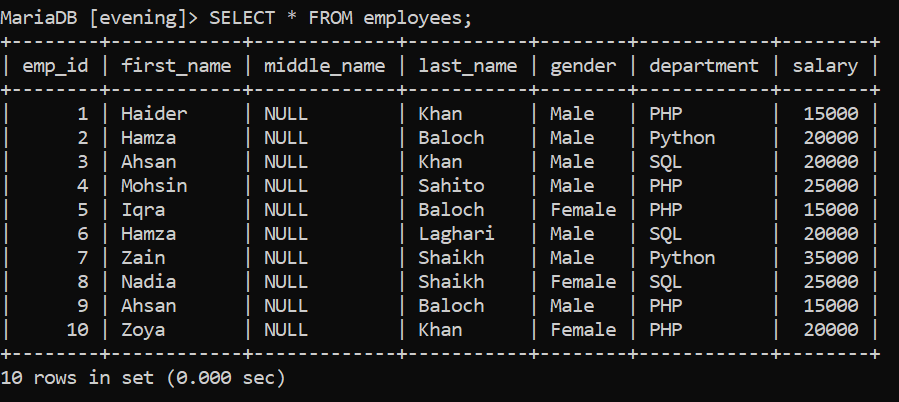 MariaDB [evening]> SELECT * FROM employees;
+--------+------------+-------------+-----------+--------+------------+--------+
| emp_id | first_name | middle_name | last_name | gender | department | salary |
+--------+------------+-------------+-----------+--------+------------+--------+
|      1 | Haider     | NULL        | Khan      | Male   | PHP        |  15000 |
|      2 | Hamza      | NULL        | Baloch    | Male   | Python     |  20000 |
|      3 | Ahsan      | NULL        | Khan      | Male   | SQL        |  20000 |
|      4 | Mohsin     | NULL        | Sahito    | Male   | PHP        |  25000 |
|      5 | Iqra       | NULL        | Baloch    | Female | PHP        |  15000 |
|      6 | Hamza      | NULL        | Laghari   | Male   | SQL        |  20000 |
|      7 | Zain       | NULL        | Shaikh    | Male   | Python     |  35000 |
|      8 | Nadia      | NULL        | Shaikh    | Female | SQL        |  25000 |
|      9 | Ahsan      | NULL        | Baloch    | Male   | PHP        |  15000 |
|     10 | Zoya       | NULL        | Khan      | Female | PHP        |  20000 |
+--------+------------+-------------+-----------+--------+------------+--------+
10 rows in set (0.000 sec)